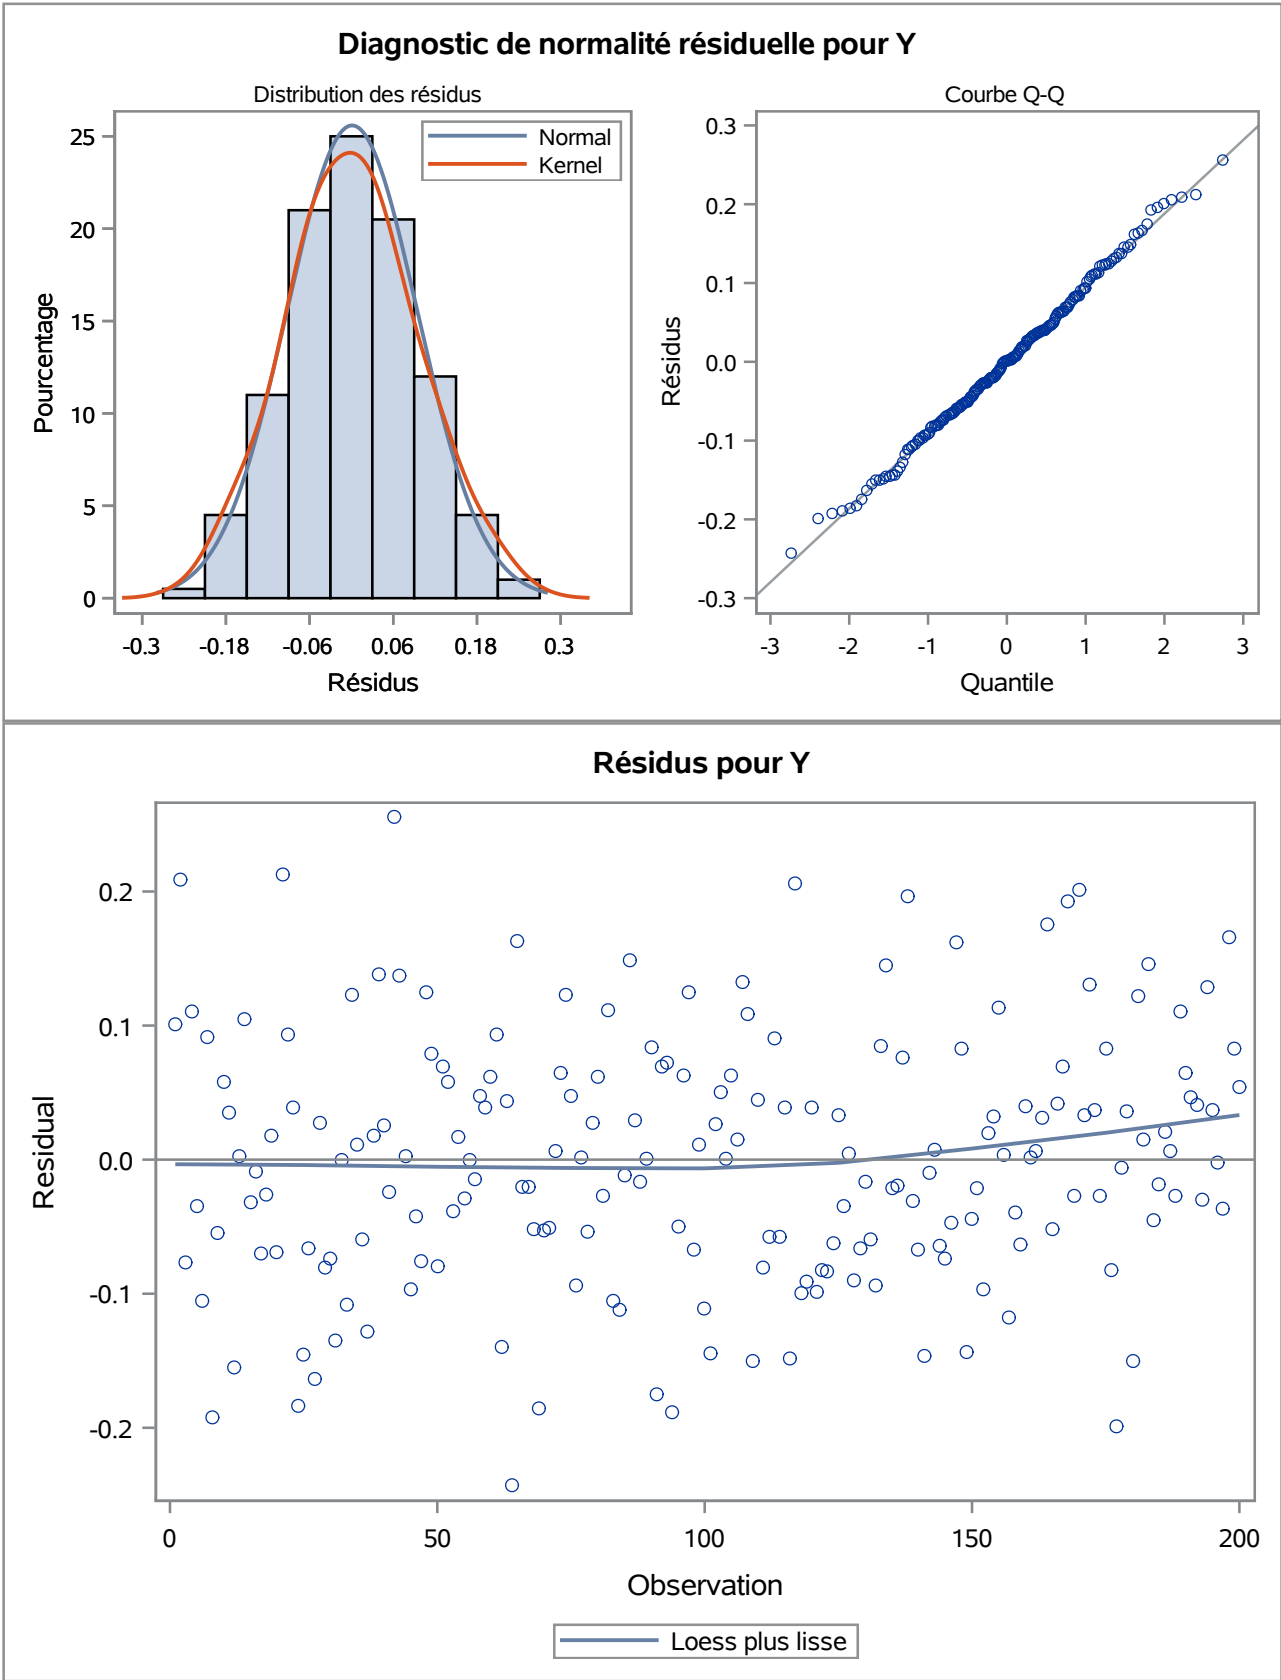 Diagnostic de normalité résiduelle pour Y
Distribution des résidus
Courbe Q-Q
Normal
Kernel
25
20
15
10
5
0
Pourcentage
-0.3 -0.18 -0.06 0.06 0.18 0.3
Résidus
0.3
0.2
0.1
0.0
-0.1
-0.2
-0.3
Résidus
-3 -2 -1 0 1 2 3
Quantile
Résidus pour Y
0.2
0.1
0.0
-0.1
-0.2
Residual
0 50 100 150 200
Observation
Loess plus lisse